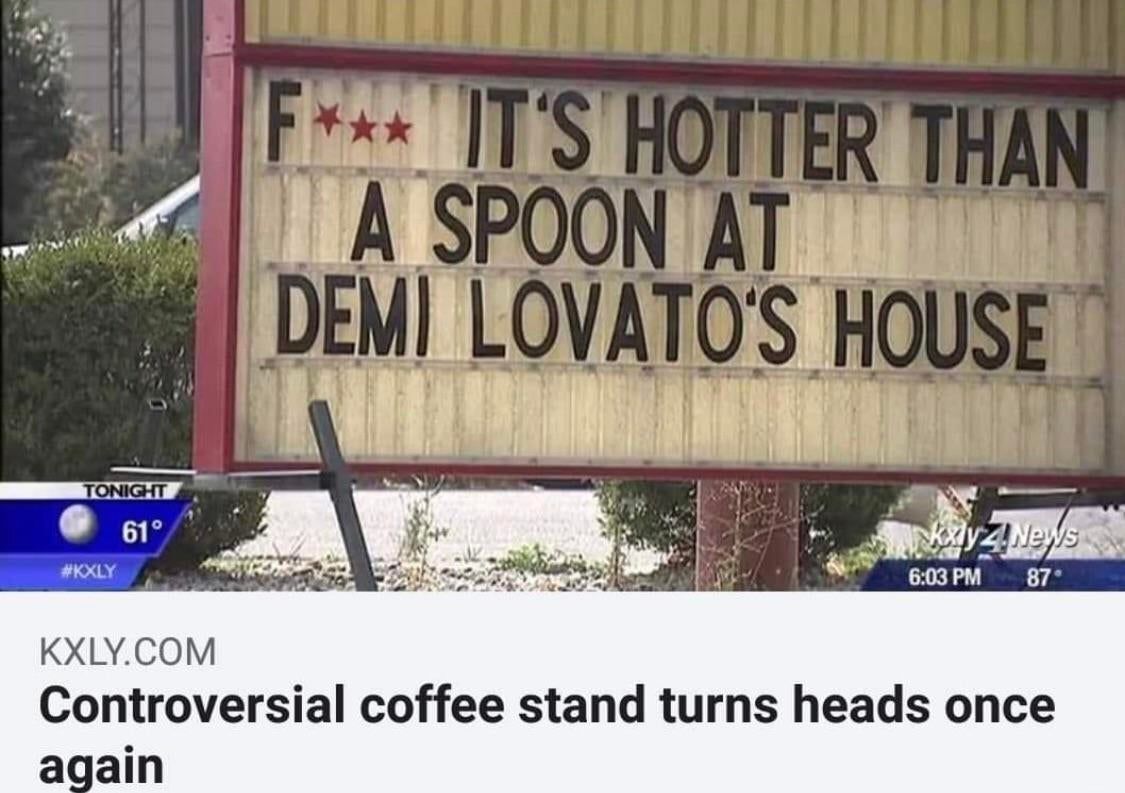 F*** IT'S HOTTER THAN
A SPOON AT
DEMI LOVATO'S HOUSE
TONIGHT
61°
#KXLY
kxly 4 News
6:03 PM 87°
KXLY.COM
Controversial coffee stand turns heads once
again